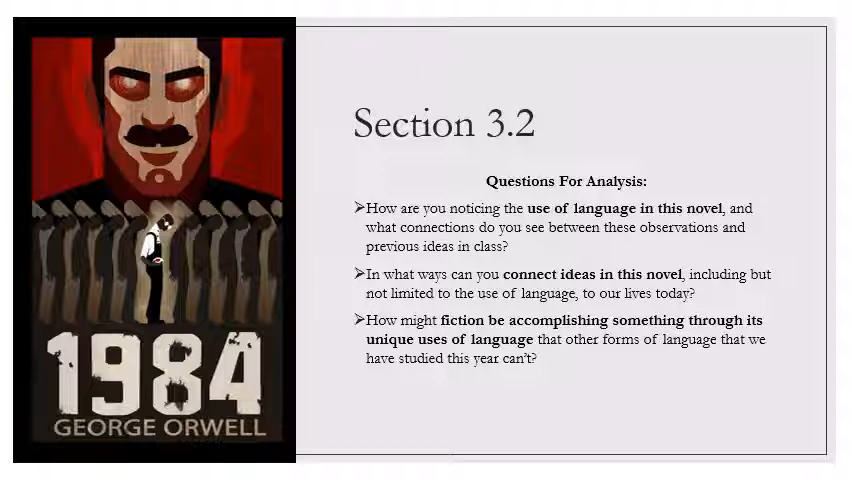 1984
GEORGE ORWELL
Section 3.2
Questions For Analysis:
➢How are you noticing the use of language in this novel, and
what connections do you see between these observations and
previous ideas in class?
➢In what ways can you connect ideas in this novel, including but
not limited to the use of language, to our lives today?
➢How might fiction be accomplishing something through its
unique uses of language that other forms of language that we
have studied this year can't?